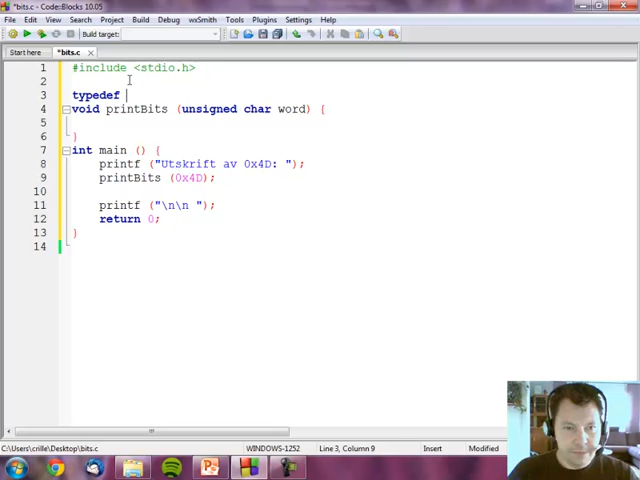 *bits.c - Code::Blocks 10.05
File Edit View Search Project Build Debug wxSmith Tools Plugins Settings Help
Build target:
Start here *bits.c
1 #include <stdio.h>
2
3 typedef
4 void printBits (unsigned char word) {
5
6 }
7 int main () {
8 printf ("Utskrift av 0x4D: ");
9 printBits (0x4D);
10
11 printf ("\n\n ");
12 return 0;
13 }
14
C:\Users\crille\Desktop\bits.c WINDOWS-1252 Line 3, Column 9 Insert Modified